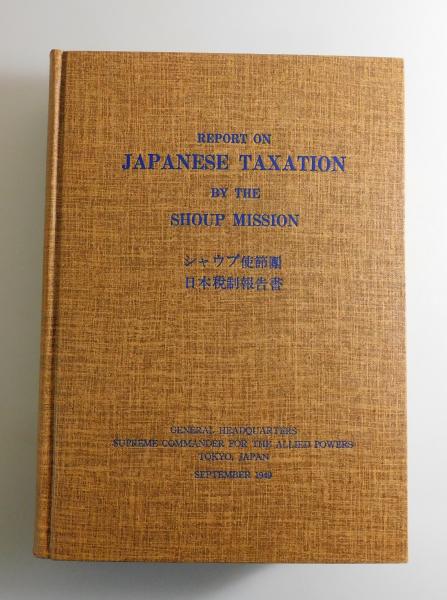 REPORT ON
JAPANESE TAXATION
BY THE
SHOUP MISSION
シャウプ使節團
日本税制報告書
GENERAL HEADQUARTERS
SUPREME COMMANDER FOR THE ALLIED POWERS
TOKYO, JAPAN
SEPTEMBER 1949